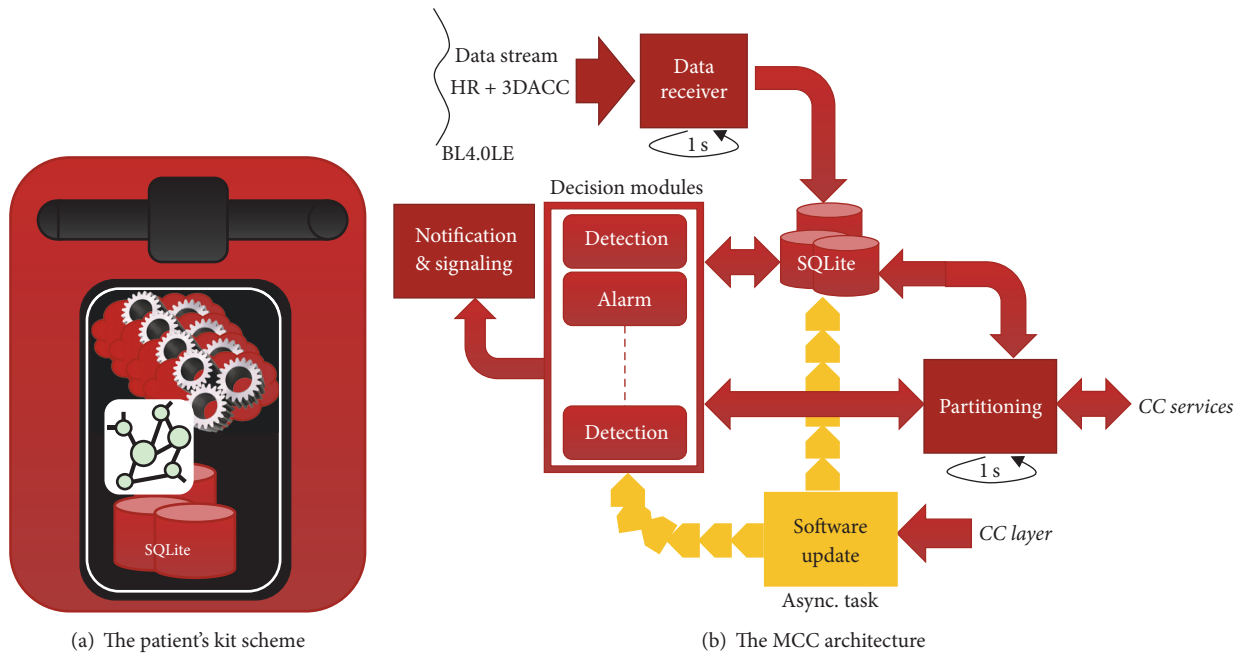 Data stream
HR + 3DACC
BL4.0LE
Data
receiver
1 s
Decision modules
Notification
& signaling
Detection
Alarm
Detection
SQLite
Partitioning
1 s
CC services
Software
update
CC layer
Async. task
SQLite
(a) The patient's kit scheme
(b) The MCC architecture